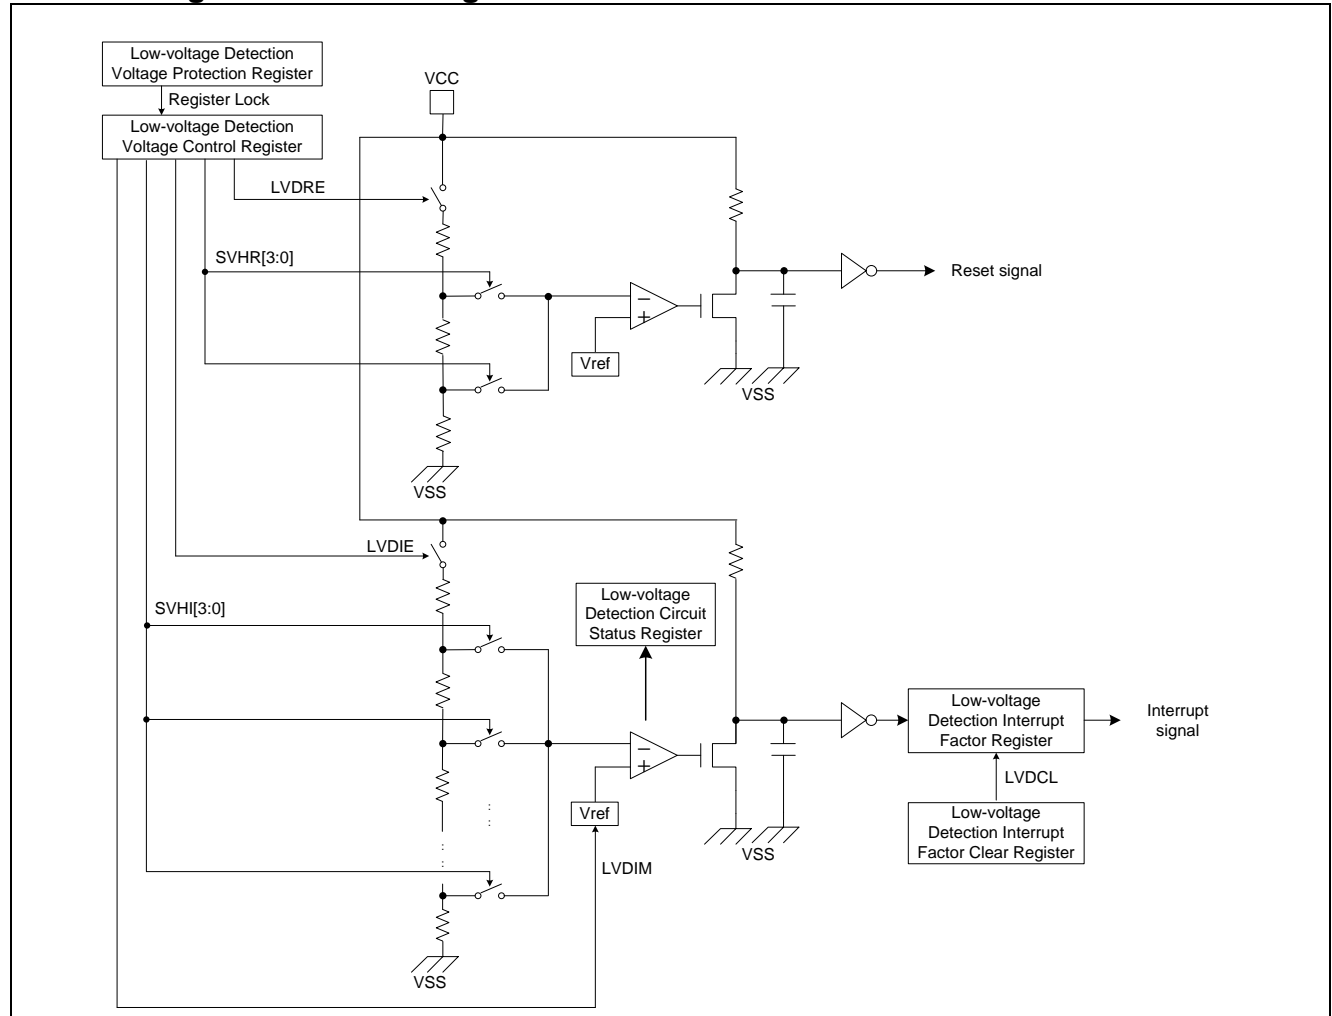 Low-voltage Detection
Voltage Protection Register
Register Lock
Low-voltage Detection
Voltage Control Register
VCC
LVDRE
SVHR[3:0]
Vref
Reset signal
VSS
VSS
LVDIE
SVHI[3:0]
Low-voltage
Detection Circuit
Status Register
Vref
LVDIM
VSS
Low-voltage
Detection Interrupt
Factor Register
Interrupt
signal
LVDCL
Low-voltage
Detection Interrupt
Factor Clear Register
VSS